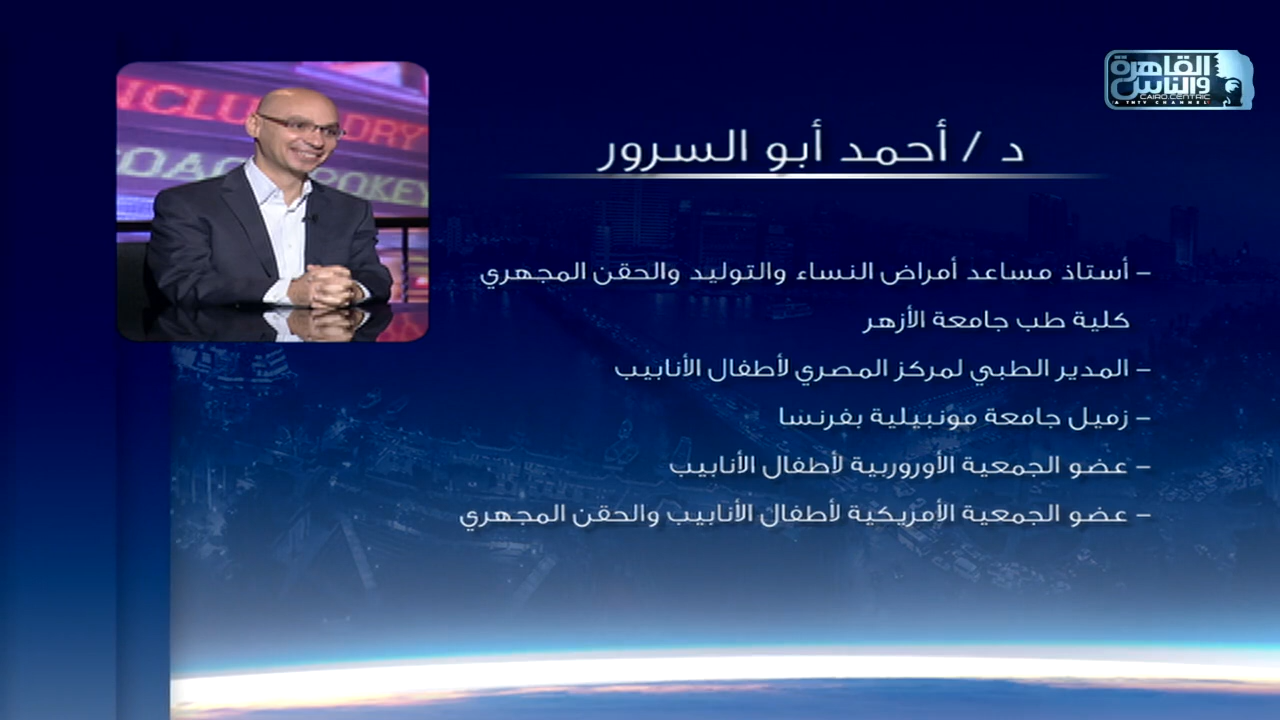 القاهرة
والناس
CAIRO.CENTRIC
A TNTV CHANNEL
د / أحمد أبو السرور
- أستاذ مساعد أمراض النساء والتوليد والحقن المجهري
كلية طب جامعة الأزهر
- المدير الطبي لمركز المصري لأطفال الأنابيب
- زميل جامعة مونبيلية بفرنسا
- عضو الجمعية الأوروبية لأطفال الأنابيب
- عضو الجمعية الأمريكية لأطفال الأنابيب والحقن المجهري